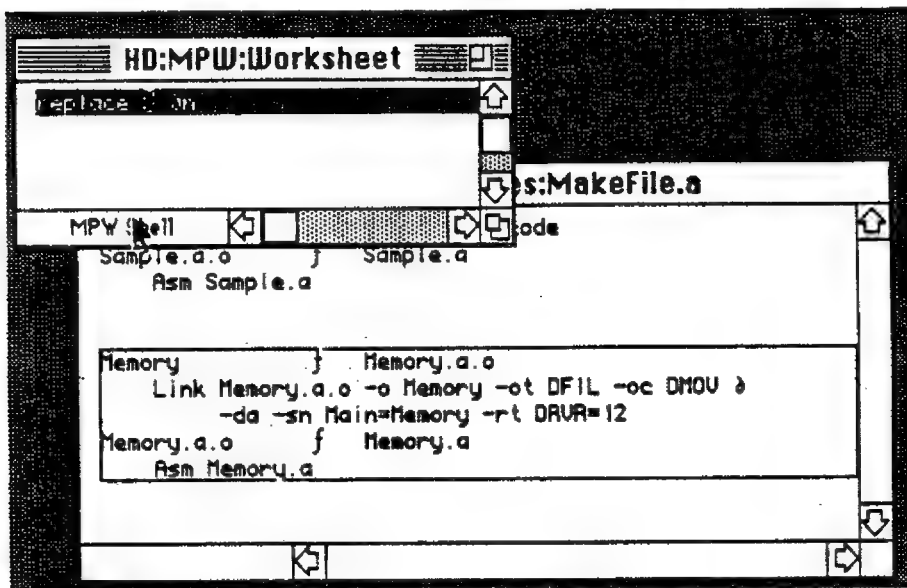 HD:MPW:Worksheet
replace
MPW Shell
s:MakeFile.a
code
Sample.a.o ƒ Sample.a
Asm Sample.a
Memory ƒ Memory.a.o
Link Memory.a.o -o Memory -ot DFIL -oc DMOV ∂
-da -sn Main=Memory -rt DRVR=12
Memory.a.o ƒ Memory.a
Asm Memory.a